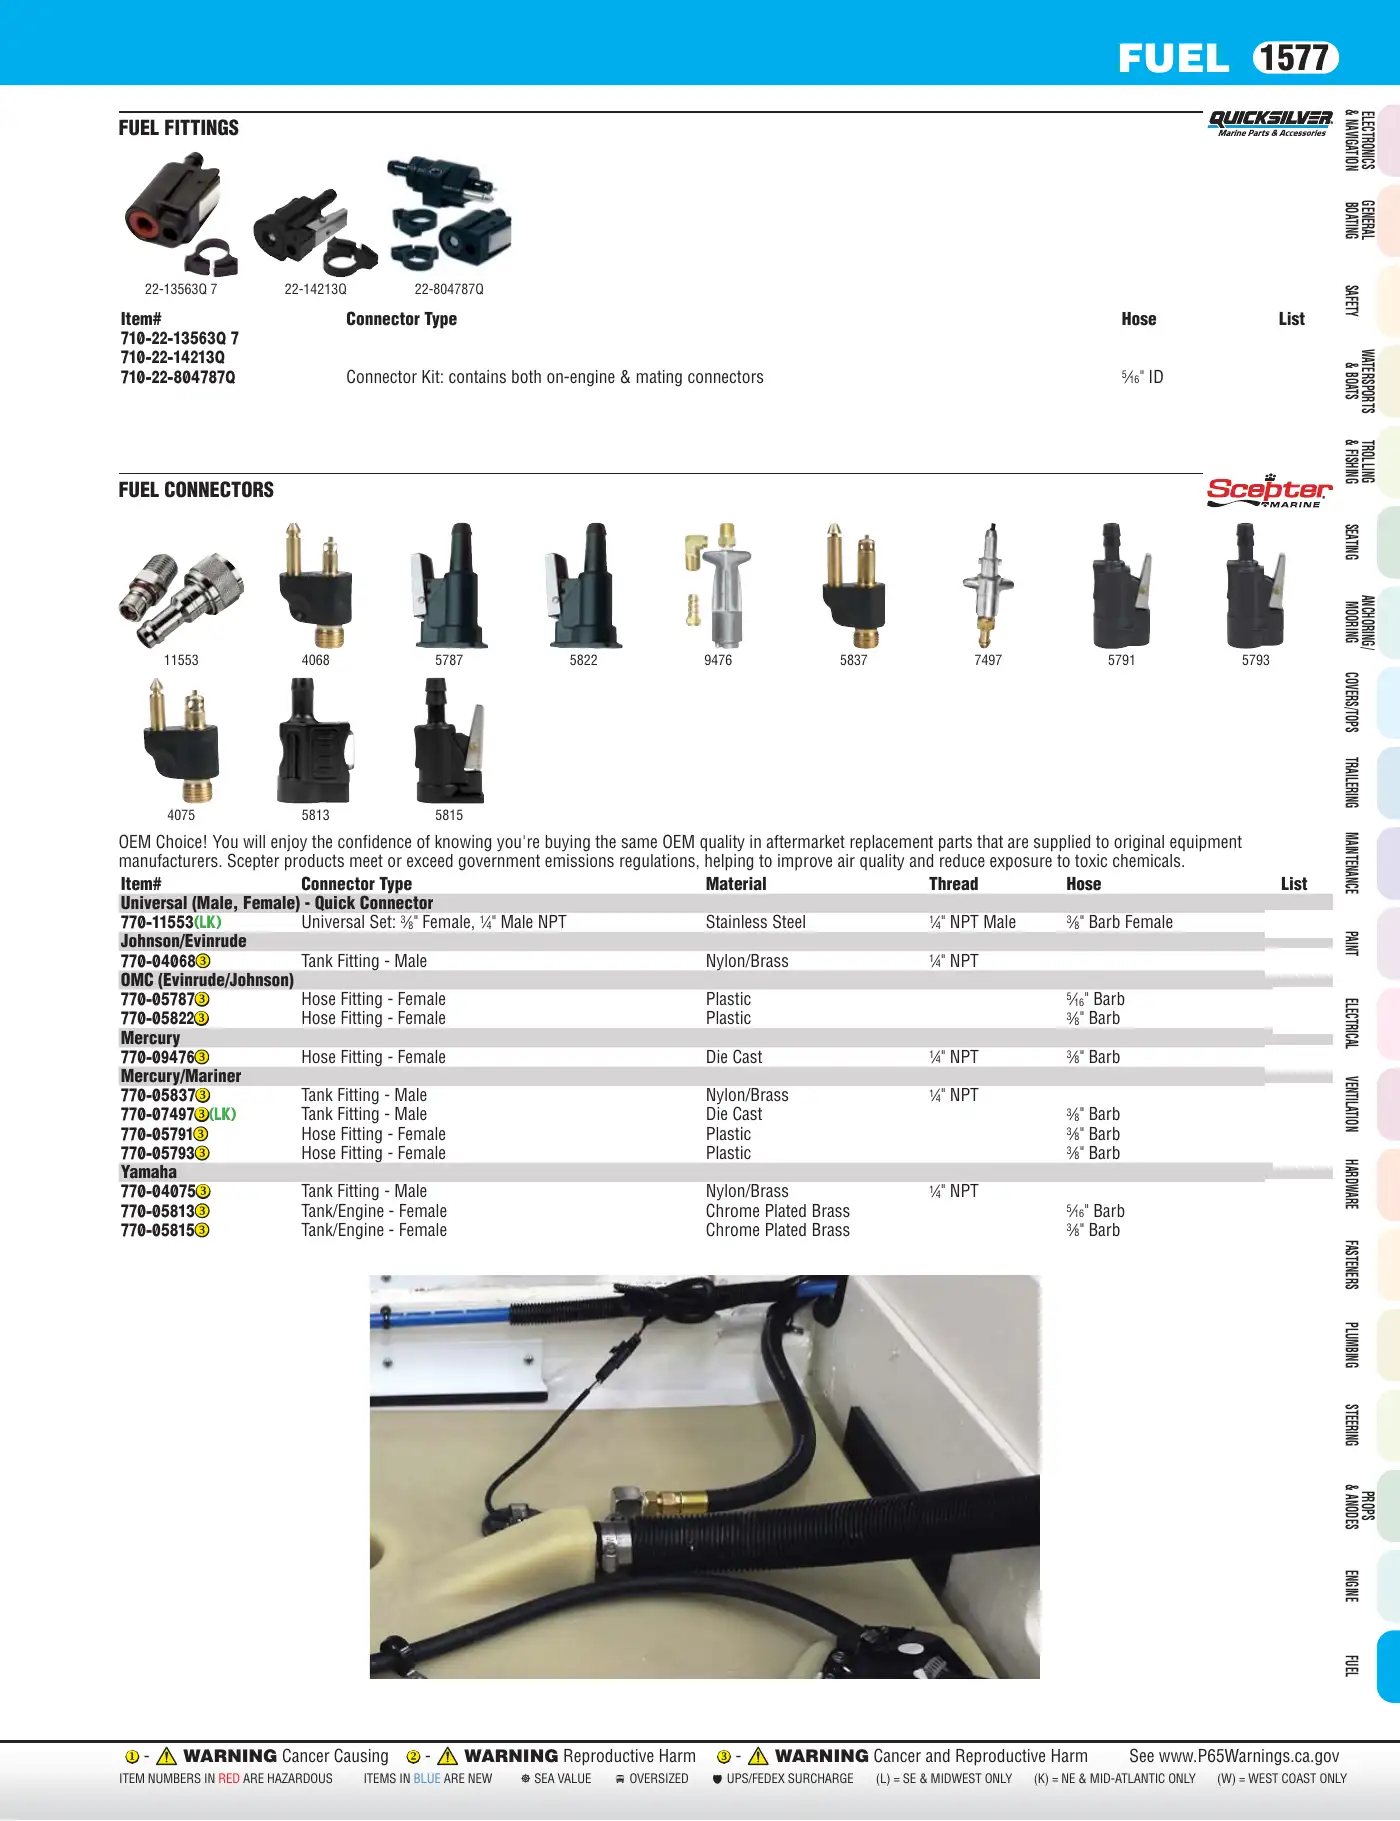 FUEL 1577
FUEL FITTINGS
QUICKSILVER
Marine Parts & Accessories
22-13563Q 7 22-14213Q 22-804787Q
Item# Connector Type Hose List
710-22-13563Q 7
710-22-14213Q
710-22-804787Q Connector Kit: contains both on-engine & mating connectors 5⁄16" ID
FUEL CONNECTORS
Scepter
MARINE
11553 4068 5787 5822 9476 5837 7497 5791 5793
4075 5813 5815
OEM Choice! You will enjoy the confidence of knowing you're buying the same OEM quality in aftermarket replacement parts that are supplied to original equipment
manufacturers. Scepter products meet or exceed government emissions regulations, helping to improve air quality and reduce exposure to toxic chemicals.
Item# Connector Type Material Thread Hose List
Universal (Male, Female) - Quick Connector
770-11553(LK) Universal Set: 3⁄8" Female, 1⁄4" Male NPT Stainless Steel 1⁄4" NPT Male 3⁄8" Barb Female
Johnson/Evinrude
770-04068③ Tank Fitting - Male Nylon/Brass 1⁄4" NPT
OMC (Evinrude/Johnson)
770-05787③ Hose Fitting - Female Plastic 5⁄16" Barb
770-05822③ Hose Fitting - Female Plastic 3⁄8" Barb
Mercury
770-09476③ Hose Fitting - Female Die Cast 1⁄4" NPT 3⁄8" Barb
Mercury/Mariner
770-05837③ Tank Fitting - Male Nylon/Brass 1⁄4" NPT
770-07497③(LK) Tank Fitting - Male Die Cast 3⁄8" Barb
770-05791③ Hose Fitting - Female Plastic 3⁄8" Barb
770-05793③ Hose Fitting - Female Plastic 3⁄8" Barb
Yamaha
770-04075③ Tank Fitting - Male Nylon/Brass 1⁄4" NPT
770-05813③ Tank/Engine - Female Chrome Plated Brass 5⁄16" Barb
770-05815③ Tank/Engine - Female Chrome Plated Brass 3⁄8" Barb
① - ⚠ WARNING Cancer Causing ② - ⚠ WARNING Reproductive Harm ③ - ⚠ WARNING Cancer and Reproductive Harm See www.P65Warnings.ca.gov
ITEM NUMBERS IN RED ARE HAZARDOUS ITEMS IN BLUE ARE NEW SEA VALUE OVERSIZED UPS/FEDEX SURCHARGE (L) = SE & MIDWEST ONLY (K) = NE & MID-ATLANTIC ONLY (W) = WEST COAST ONLY
ELECTRONICS
& NAVIGATION
GENERAL
BOATING
SAFETY
WATERSPORTS
& BOATS
TROLLING
& FISHING
SEATING
ANCHORING/
MOORING
COVERS/TOPS
TRAILERING
MAINTENANCE
PAINT
ELECTRICAL
VENTILATION
HARDWARE
FASTENERS
PLUMBING
STEERING
PROPS
& ANODES
ENGINE
FUEL